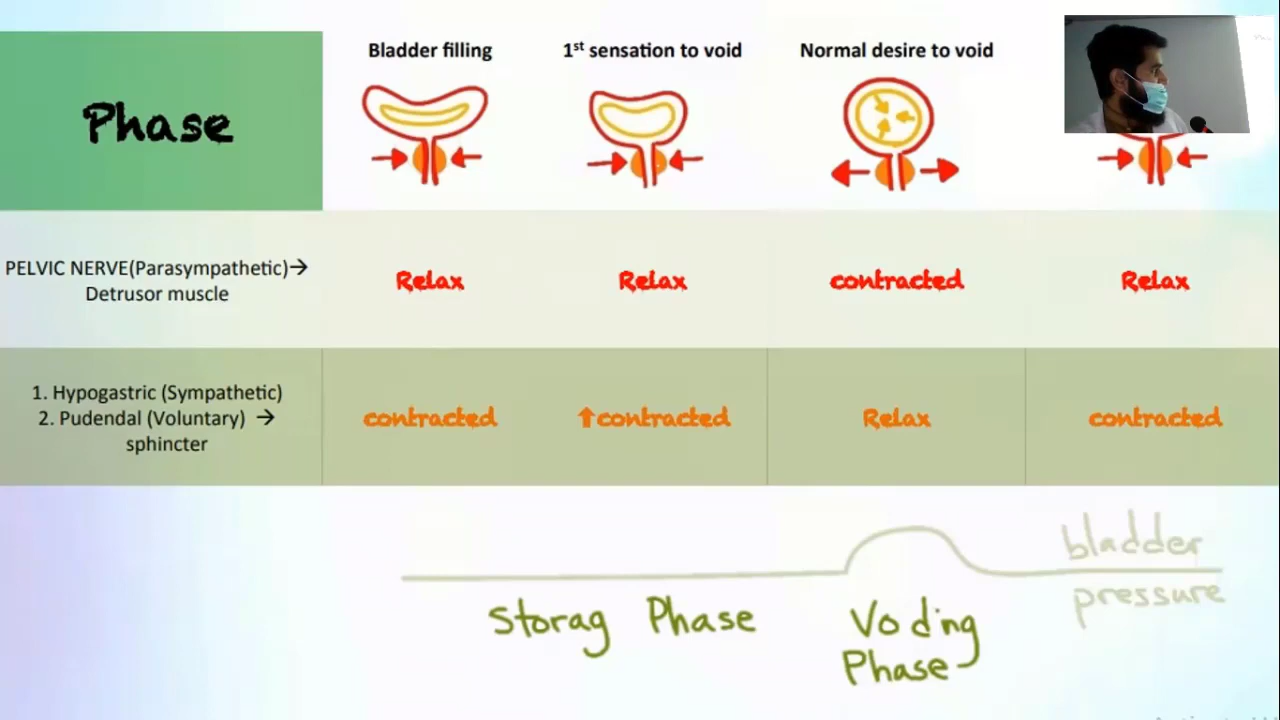 Bladder filling
1st sensation to void
Normal desire to void
Phase
PELVIC NERVE(Parasympathetic)→
Detrusor muscle
Relax
Relax
contracted
Relax
1. Hypogastric (Sympathetic)
2. Pudendal (Voluntary) →
sphincter
contracted
↑contracted
Relax
contracted
bladder
pressure
Storag Phase
Voding
Phase